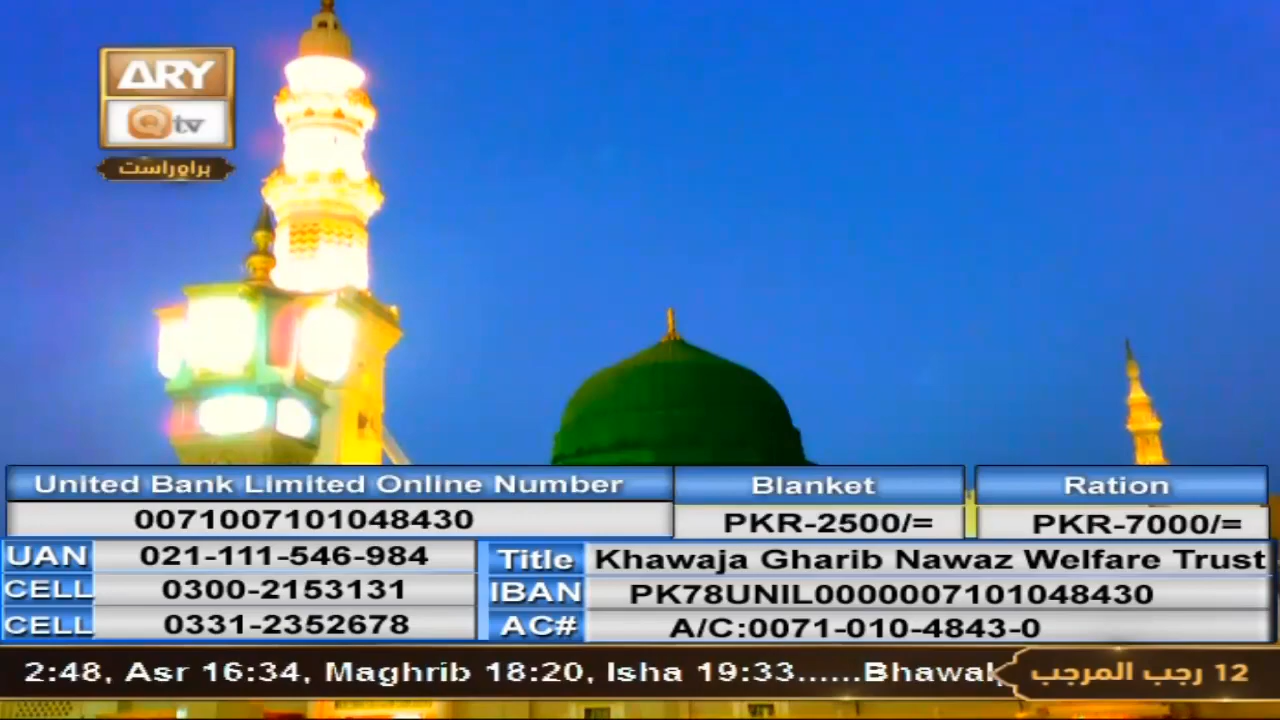 ARY
Qtv
براہ راست
United Bank Limited Online Number
Blanket
Ration
0071007101048430
PKR-2500/=
PKR-7000/=
UAN
021-111-546-984
CELL
0300-2153131
CELL
0331-2352678
Title
Khawaja Gharib Nawaz Welfare Trust
IBAN
PK78UNIL0000007101048430
AC#
A/C:0071-010-4843-0
2:48, Asr 16:34, Maghrib 18:20, Isha 19:33......
12 رجب المرجب